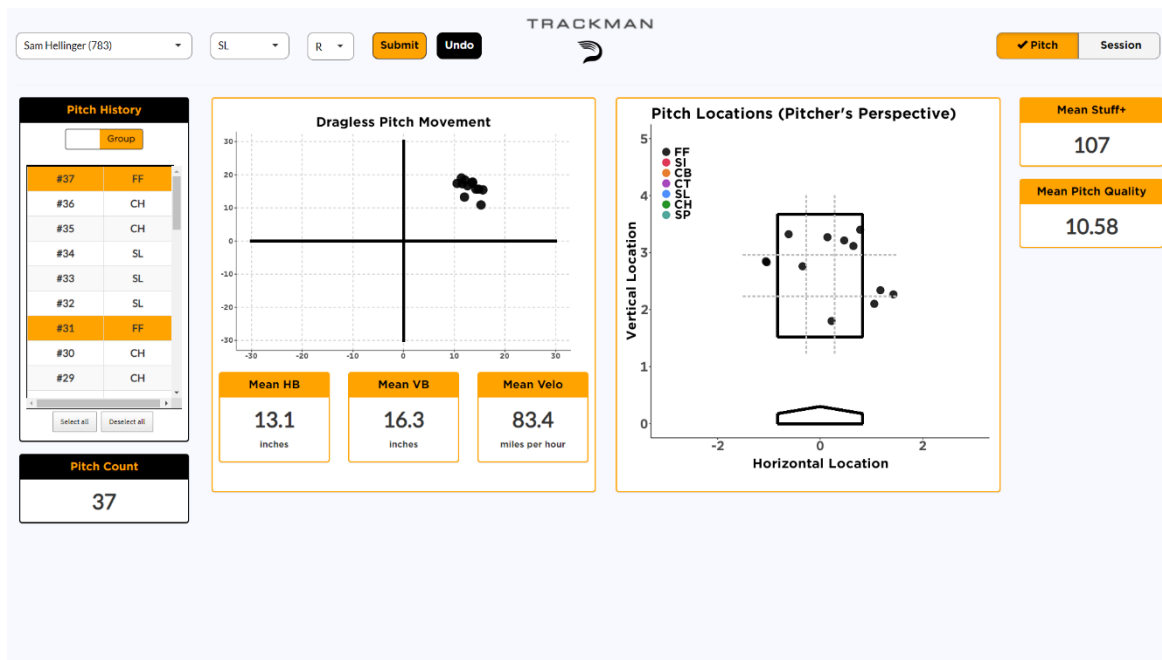 TRACKMAN
Sam Hellinger (783)
SL
R
Submit
Undo
✔ Pitch
Session
Pitch History
Group
#37 FF
#36 CH
#35 CH
#34 SL
#33 SL
#32 SL
#31 FF
#30 CH
#29 CH
Select all
Deselect all
Pitch Count
37
Dragless Pitch Movement
30
20
10
0
-10
-20
-30
-30 -20 -10 0 10 20 30
Mean HB
13.1
inches
Mean VB
16.3
inches
Mean Velo
83.4
miles per hour
Pitch Locations (Pitcher's Perspective)
FF
SI
CB
CT
SL
CH
SP
Vertical Location
5
4
3
2
1
0
-2 0 2
Horizontal Location
Mean Stuff+
107
Mean Pitch Quality
10.58